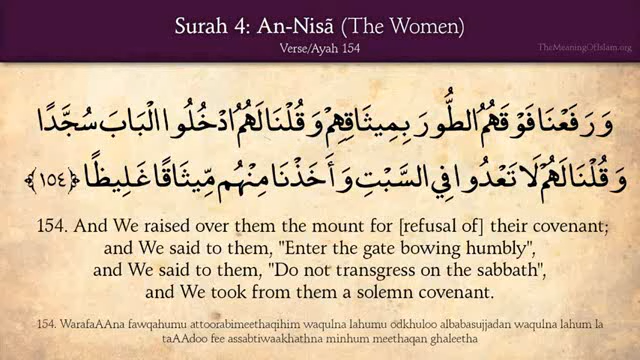 Surah 4: An-Nisã (The Women)
Verse/Ayah 154
TheMeaningOfIslam.org
وَرَفَعْنَا فَوْقَهُمُ الطُّورَ بِمِيثَاقِهِمْ وَقُلْنَا لَهُمُ ادْخُلُوا الْبَابَ سُجَّدًا
وَقُلْنَا لَهُمْ لَا تَعْدُوا فِي السَّبْتِ وَأَخَذْنَا مِنْهُم مِّيثَاقًا غَلِيظًا ﴿١٥٤﴾
154. And We raised over them the mount for [refusal of] their covenant;
and We said to them, "Enter the gate bowing humbly",
and We said to them, "Do not transgress on the sabbath",
and We took from them a solemn covenant.
154. WarafaAAna fawqahumu attoorabimeethaqihim waqulna lahumu odkhuloo albabasujjadan waqulna lahum la
taAAdoo fee assabtiwaakhathna minhum meethaqan ghaleetha